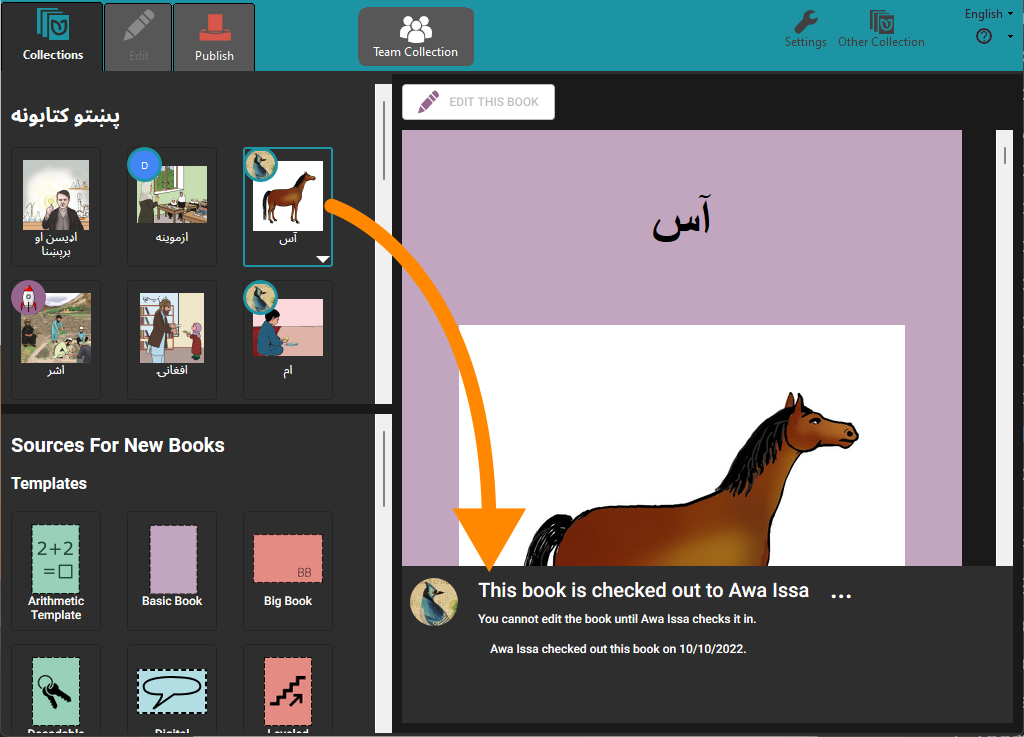 Collections
Edit
Publish
Team Collection
Settings
Other Collection
English
پښتو کتابونه
EDIT THIS BOOK
D
اډیسن او
برېښنا
ازموینه
آس
اشر
افغانۍ
ام
آس
Sources For New Books
Templates
2+2
=□
Arithmetic
Template
Basic Book
BB
Big Book
Decodable
Digital
Leveled
This book is checked out to Awa Issa
...
You cannot edit the book until Awa Issa checks it in.
Awa Issa checked out this book on 10/10/2022.